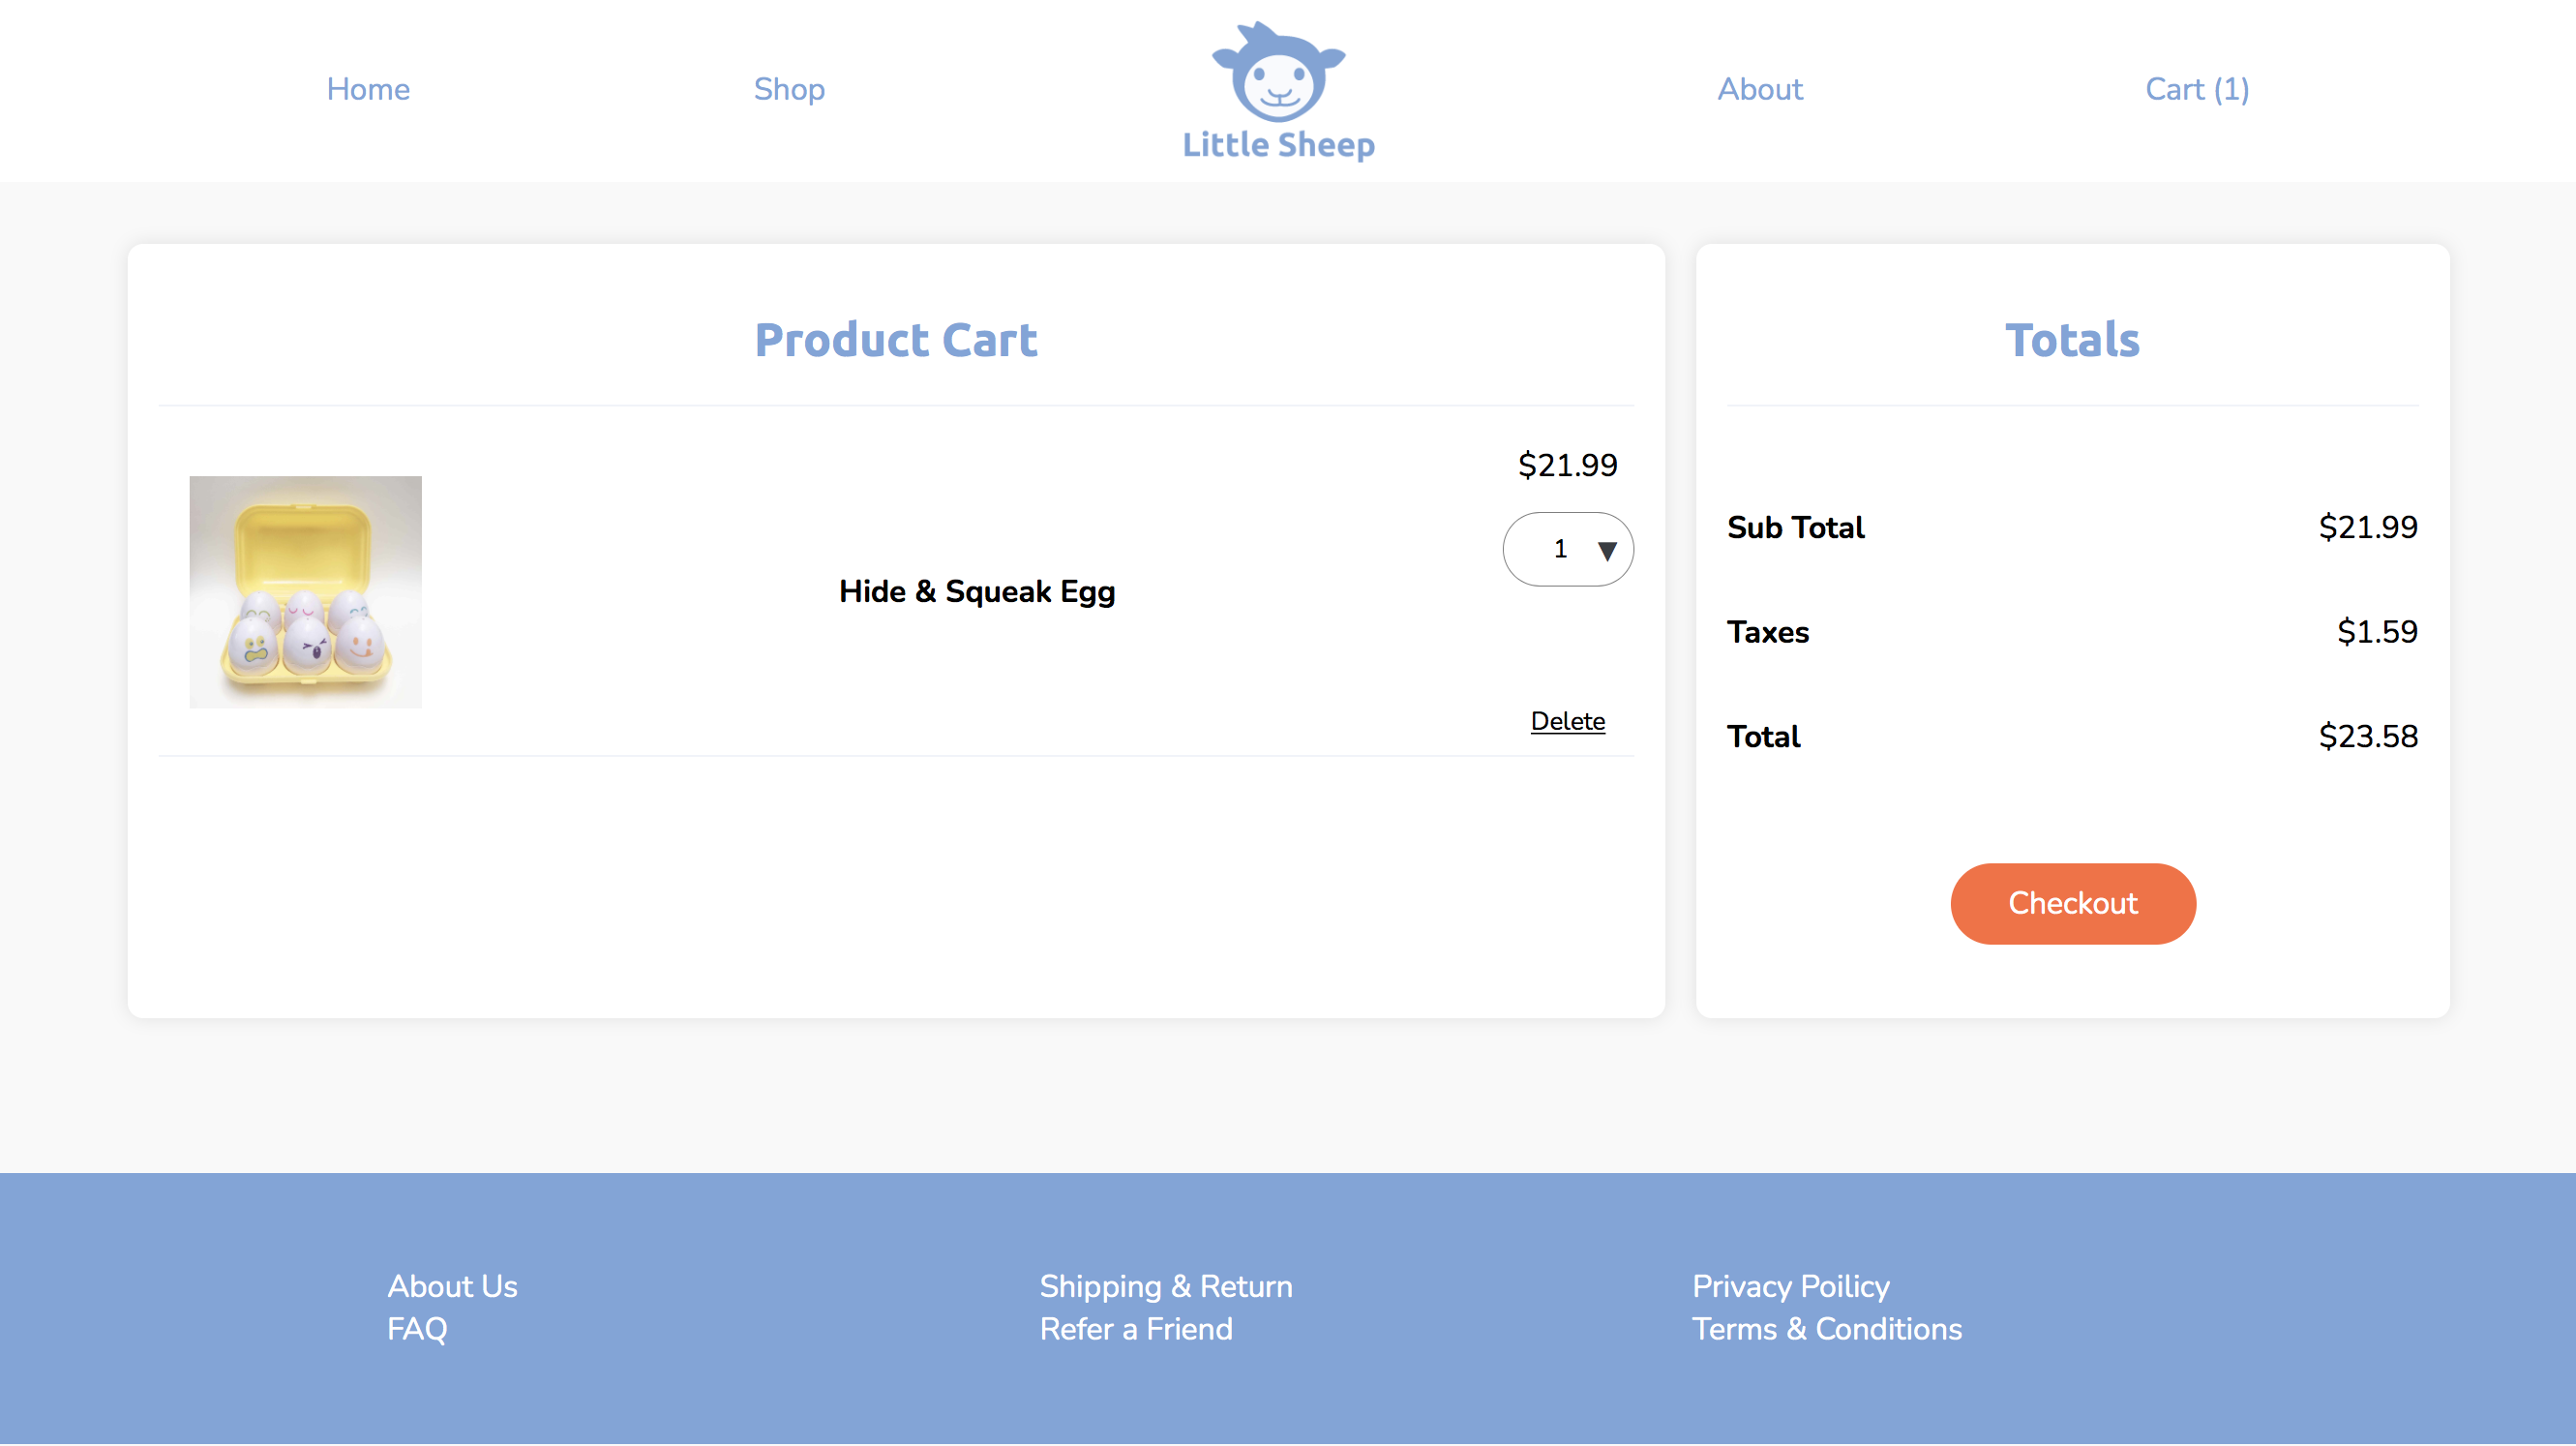 Home
Shop
Little Sheep
About
Cart (1)
Product Cart
$21.99
1
Hide & Squeak Egg
Delete
Totals
Sub Total $21.99
Taxes $1.59
Total $23.58
Checkout
About Us
FAQ
Shipping & Return
Refer a Friend
Privacy Poilicy
Terms & Conditions